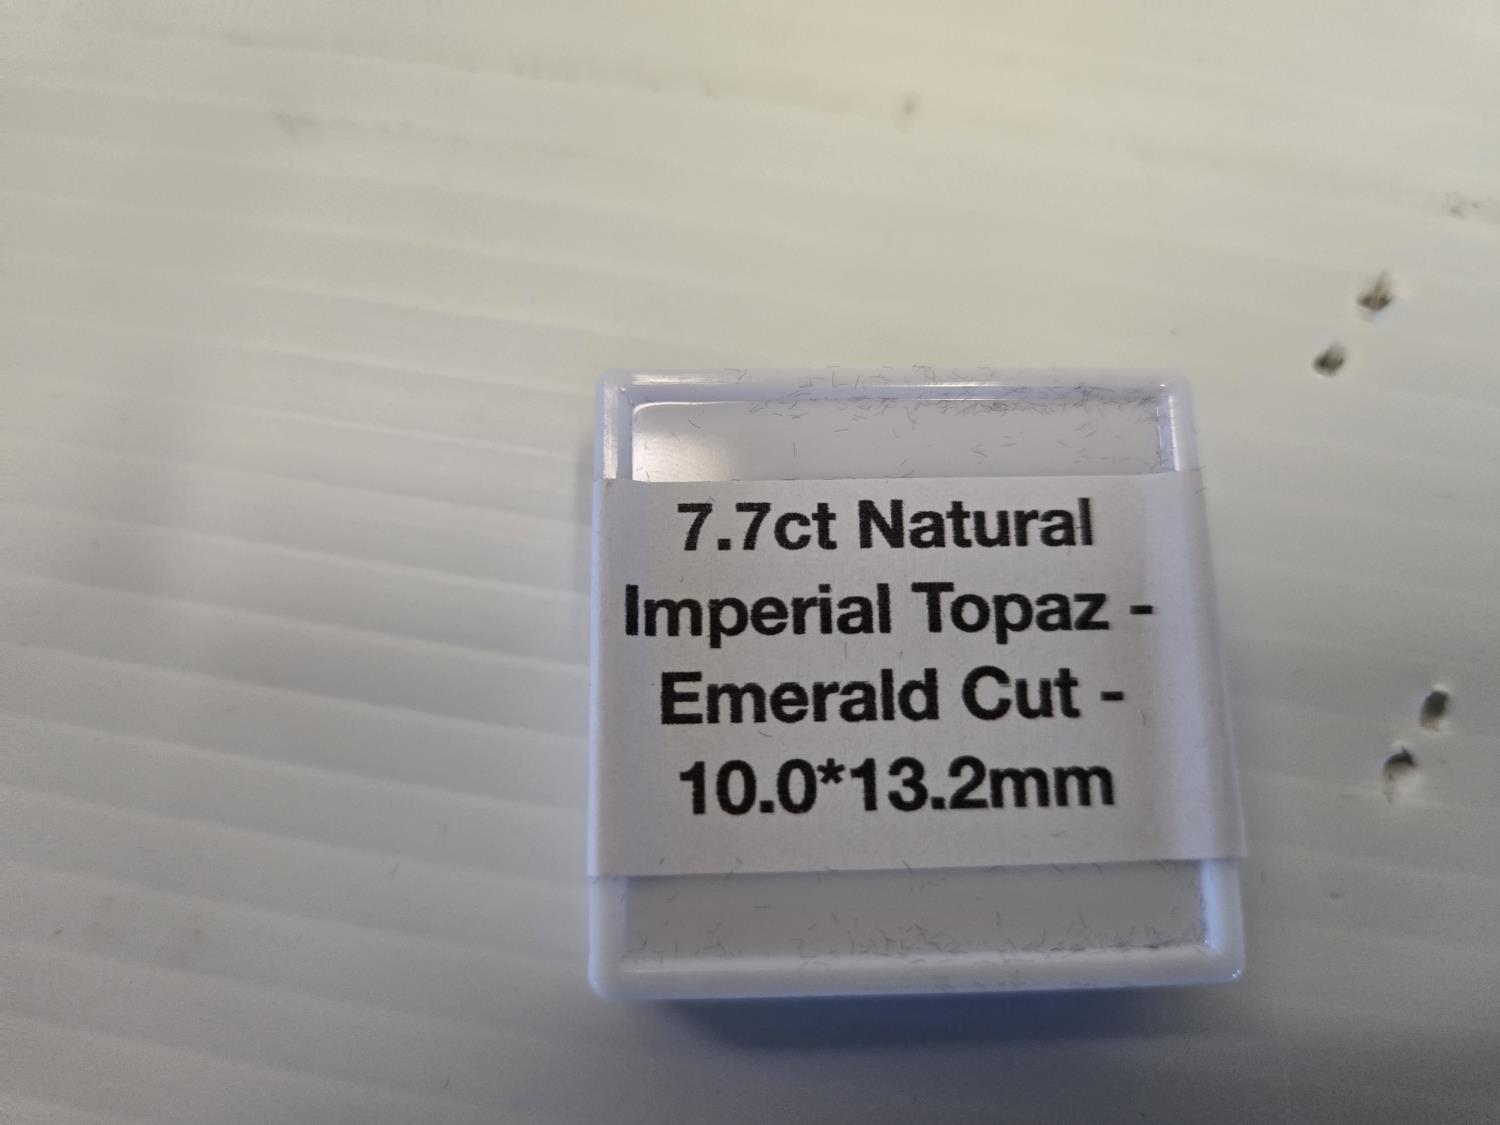 7.7ct Natural
Imperial Topaz -
Emerald Cut -
10.0*13.2mm